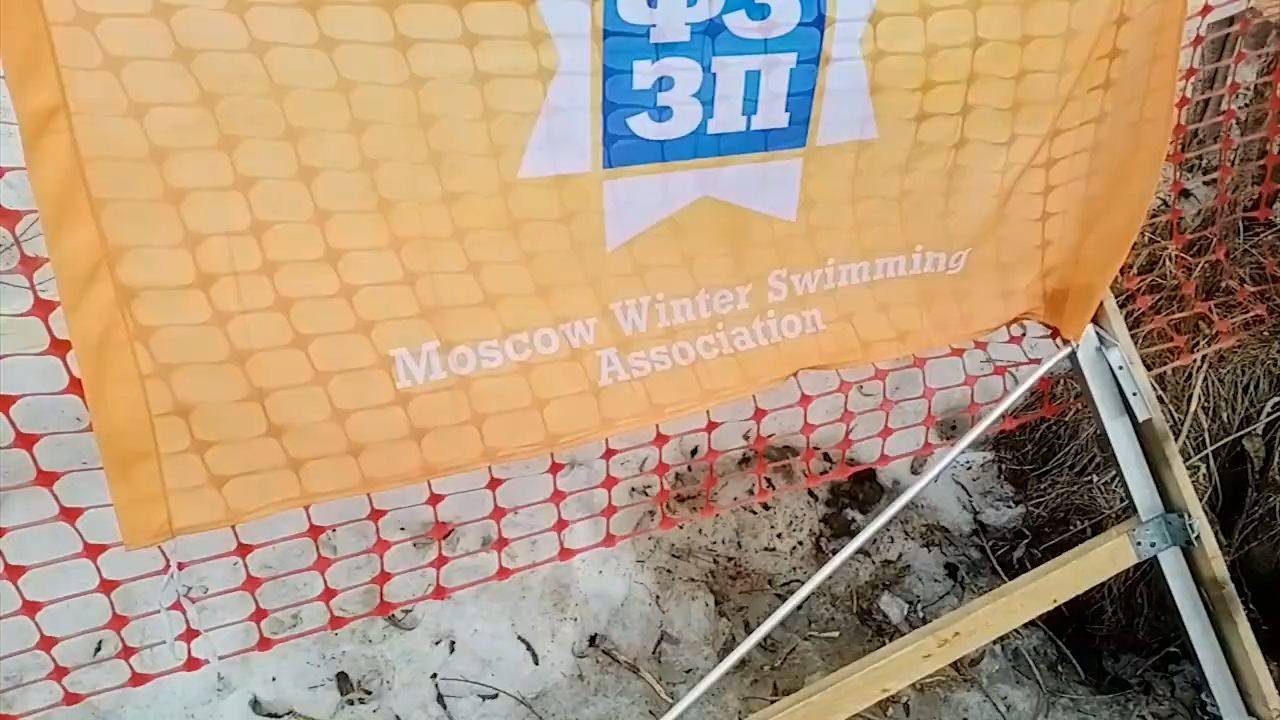 ФЗ
ЗП
Moscow Winter Swimming
Association